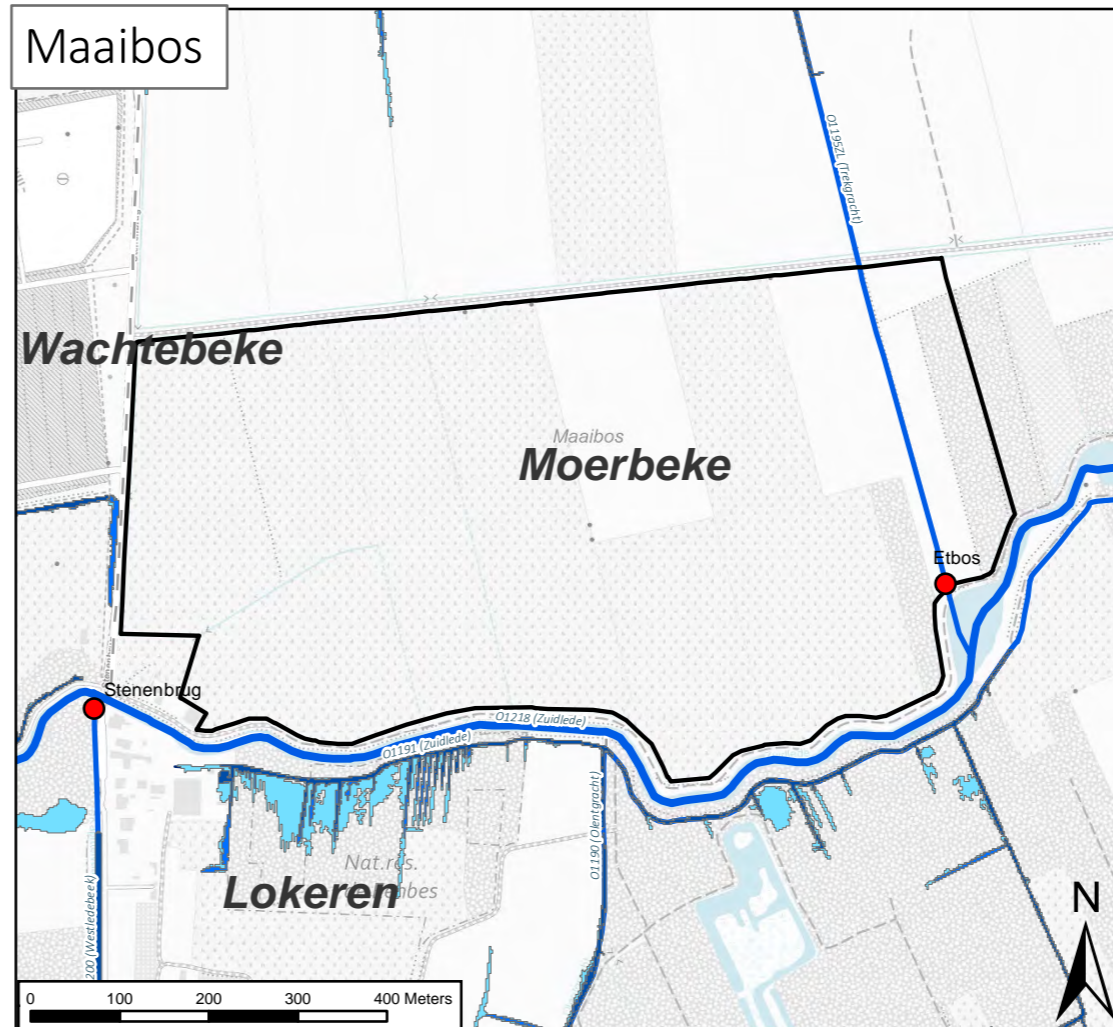 Maaibos
O1195ZL (Trekgracht)
Wachtebeke
Maaibos
Moerbeke
Etbos
Stenenbrug
O1218 (Zuidlede)
O1191 (Zuidlede)
O1190 (Olentgracht)
Nat.res.
Lokeren
200 (Westledebeek)
N
0 100 200 300 400 Meters